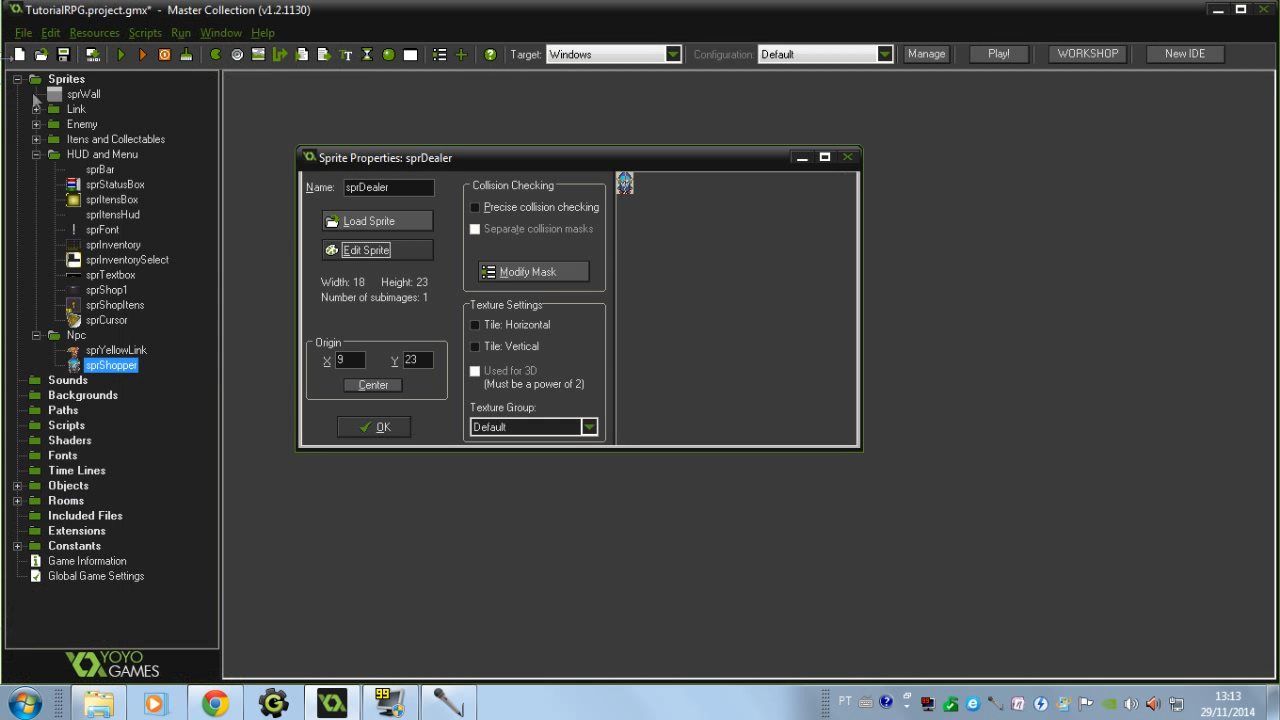 TutorialRPG.project.gmx* - Master Collection (v1.2.1130)
File Edit Resources Scripts Run Window Help
Target: Windows Configuration: Default Manage Play! WORKSHOP New IDE
Sprites
sprWall
Link
Enemy
Itens and Collectables
HUD and Menu
sprBar
sprStatusBox
sprItensBox
sprItensHud
sprFont
sprInventory
sprInventorySelect
sprTextbox
sprShop1
sprShopItens
sprCursor
Npc
sprYellowLink
sprShopper
Sounds
Backgrounds
Paths
Scripts
Shaders
Fonts
Time Lines
Objects
Rooms
Included Files
Extensions
Constants
Game Information
Global Game Settings
YOYO
GAMES
Sprite Properties: sprDealer
Name: sprDealer
Load Sprite
Edit Sprite
Width: 18 Height: 23
Number of subimages: 1
Origin
X 9 Y 23
Center
OK
Collision Checking
Precise collision checking
Separate collision masks
Modify Mask
Texture Settings
Tile: Horizontal
Tile: Vertical
Used for 3D
(Must be a power of 2)
Texture Group:
Default
99
PT
13:13
29/11/2014